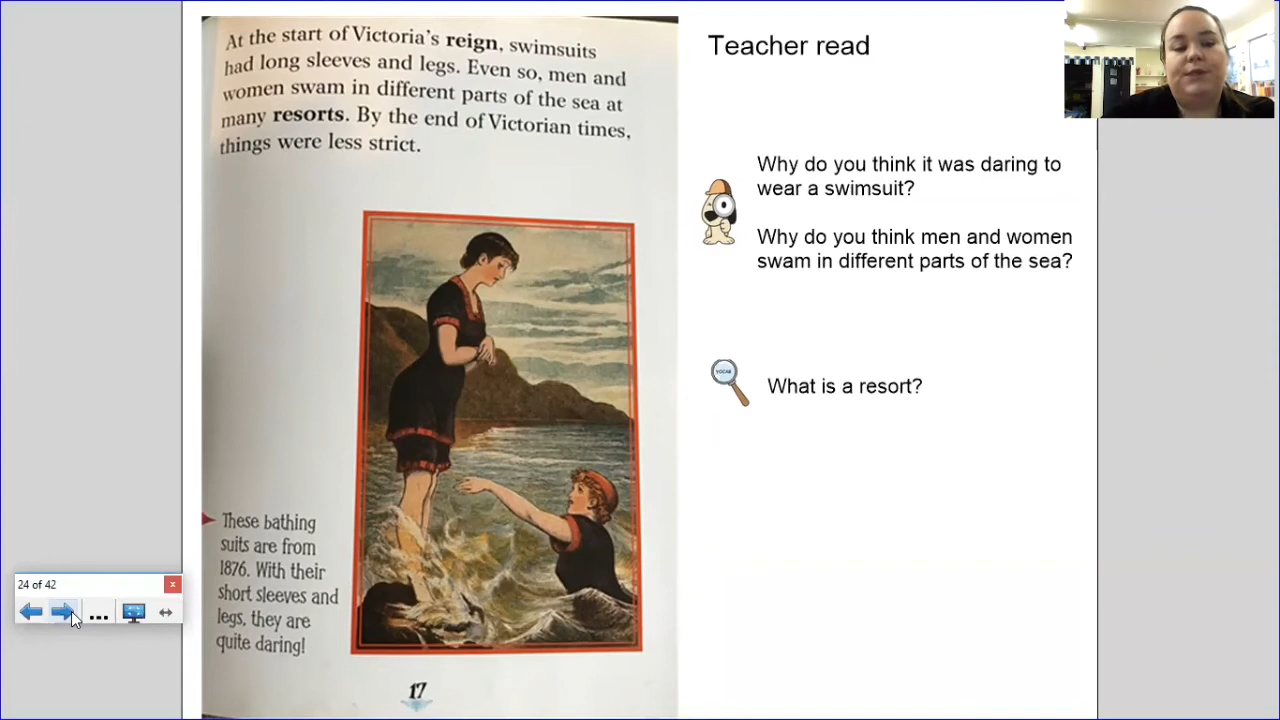 At the start of Victoria's reign, swimsuits
had long sleeves and legs. Even so, men and
women swam in different parts of the sea at
many resorts. By the end of Victorian times,
things were less strict.
These bathing
suits are from
1876. With their
short sleeves and
legs, they are
quite daring!
17
Teacher read
Why do you think it was daring to
wear a swimsuit?
Why do you think men and women
swam in different parts of the sea?
VOCAB
What is a resort?
24 of 42